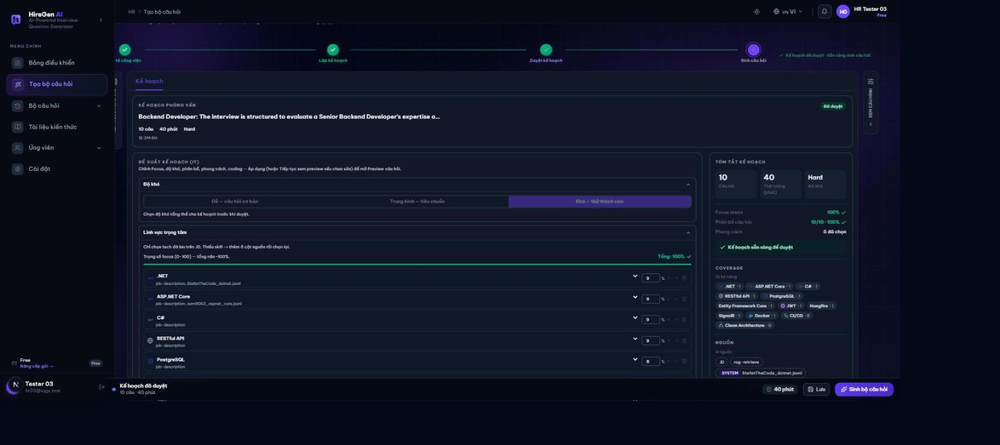 HireGen AI
AI-Powered Interview
Question Generator
MENU CHÍNH
Bảng điều khiển
Tạo bộ câu hỏi
Bộ câu hỏi
Tài liệu kiến thức
Ứng viên
Cài đặt
Free
Nâng cấp gói →
Free
N
Tester 03
hr03@iqgs.test
HR › Tạo bộ câu hỏi
VN VI
H0
HR Tester 03
Free
tả công việc
Lập kế hoạch
Duyệt kế hoạch
Sinh câu hỏi
✓ Kế hoạch đã duyệt · Sẵn sàng sinh câu hỏi
Kế hoạch
XEM CẤU HÌNH
KẾ HOẠCH PHỎNG VẤN
Đã duyệt
Backend Developer: The interview is structured to evaluate a Senior Backend Developer's expertise a...
10 câu · 40 phút · Hard
1E·3M·6H
ĐỀ XUẤT KẾ HOẠCH (IT)
Chỉnh Focus, độ khó, phân bổ, phong cách, coding — Áp dụng (hoặc Tiếp tục xem preview nếu chưa sửa) để mở Preview câu hỏi.
Độ khó
Dễ — câu hỏi cơ bản
Trung bình — tiêu chuẩn
Khó — thử thách cao
Chọn độ khó tổng thể cho kế hoạch trước khi duyệt.
Lĩnh vực trọng tâm
Chỉ chọn tech đã lưu trên JD. Thiếu skill → thêm ở cột nguồn rồi chọn lại.
Trọng số focus (0-100) — tổng nên ~100%.
Tổng: 100% ✓
.NET
job-description, StefanTheCode_dotnet.jsonl
9 %
ASP.NET Core
job-description, aam9063_aspnet_core.jsonl
9 %
C#
job-description
9 %
RESTful API
job-description
9 %
PostgreSQL
job-description
8 %
TÓM TẮT KẾ HOẠCH
10
Câu hỏi
40
Thời lượng
(phút)
Hard
Độ khó
Focus areas
100% ✓
Phân bổ câu hỏi
10/10 · 100% ✓
Phong cách
5 đã chọn
✓ Kế hoạch sẵn sàng để duyệt
COVERAGE
12 kỹ năng
.NET · 1
ASP.NET Core · 1
C# · 1
RESTful API · 1
PostgreSQL · 1
Entity Framework Core · 1
JWT · 1
Hangfire · 1
SignalR · 1
Docker · 1
CI/CD · 0
Clean Architecture · 0
NGUỒN
4 nguồn
JD
rag-retrieve
SYSTEM StefanTheCode_dotnet.jsonl
Kế hoạch đã duyệt
10 câu · 40 phút
40 phút
Lưu
Sinh bộ câu hỏi